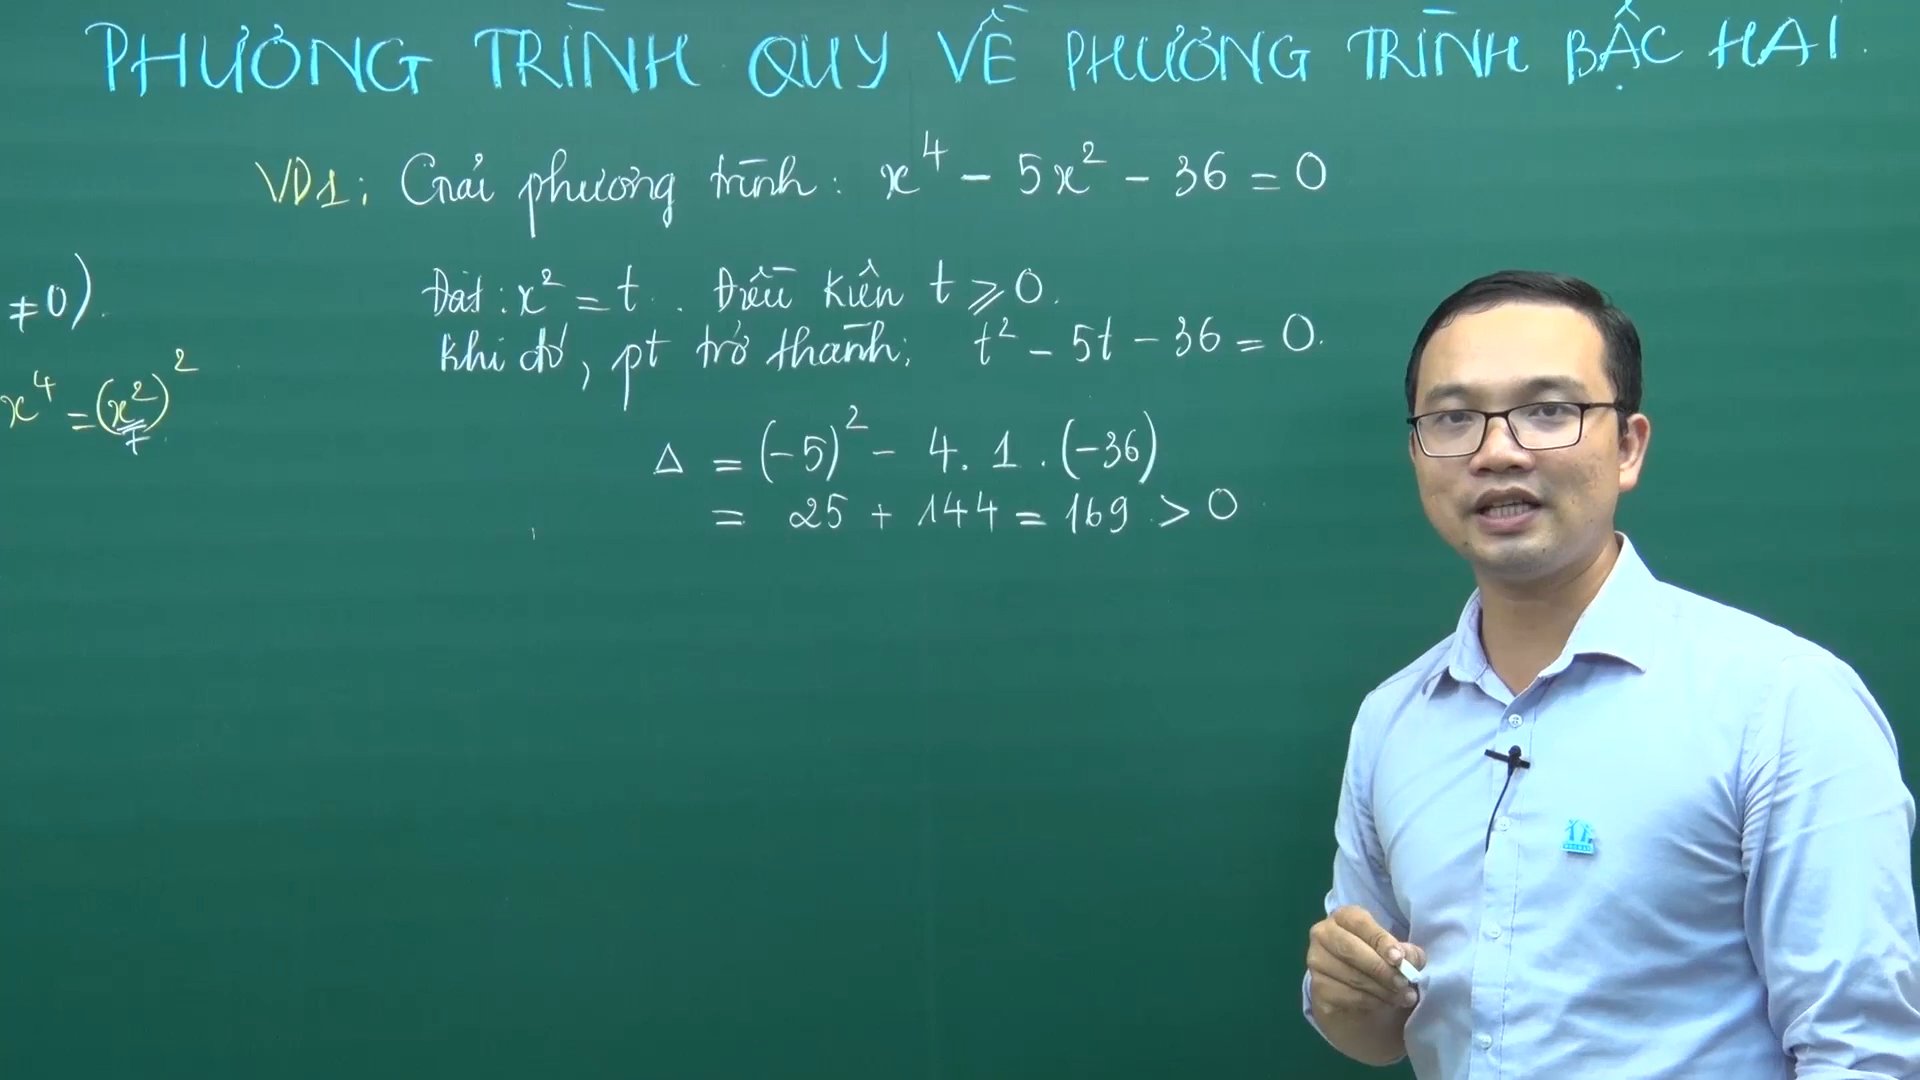 PHƯƠNG TRÌNH QUY VỀ PHƯƠNG TRÌNH BẬC HAI.
VD1: Giải phương trình: x⁴ - 5x² - 36 = 0
Đặt: x² = t. Điều kiện t ⩾ 0.
Khi đó, pt trở thành: t² - 5t - 36 = 0.
Δ = (-5)² - 4. 1 . (-36)
= 25 + 144 = 169 > 0
≠0).
x⁴ = (x²)²